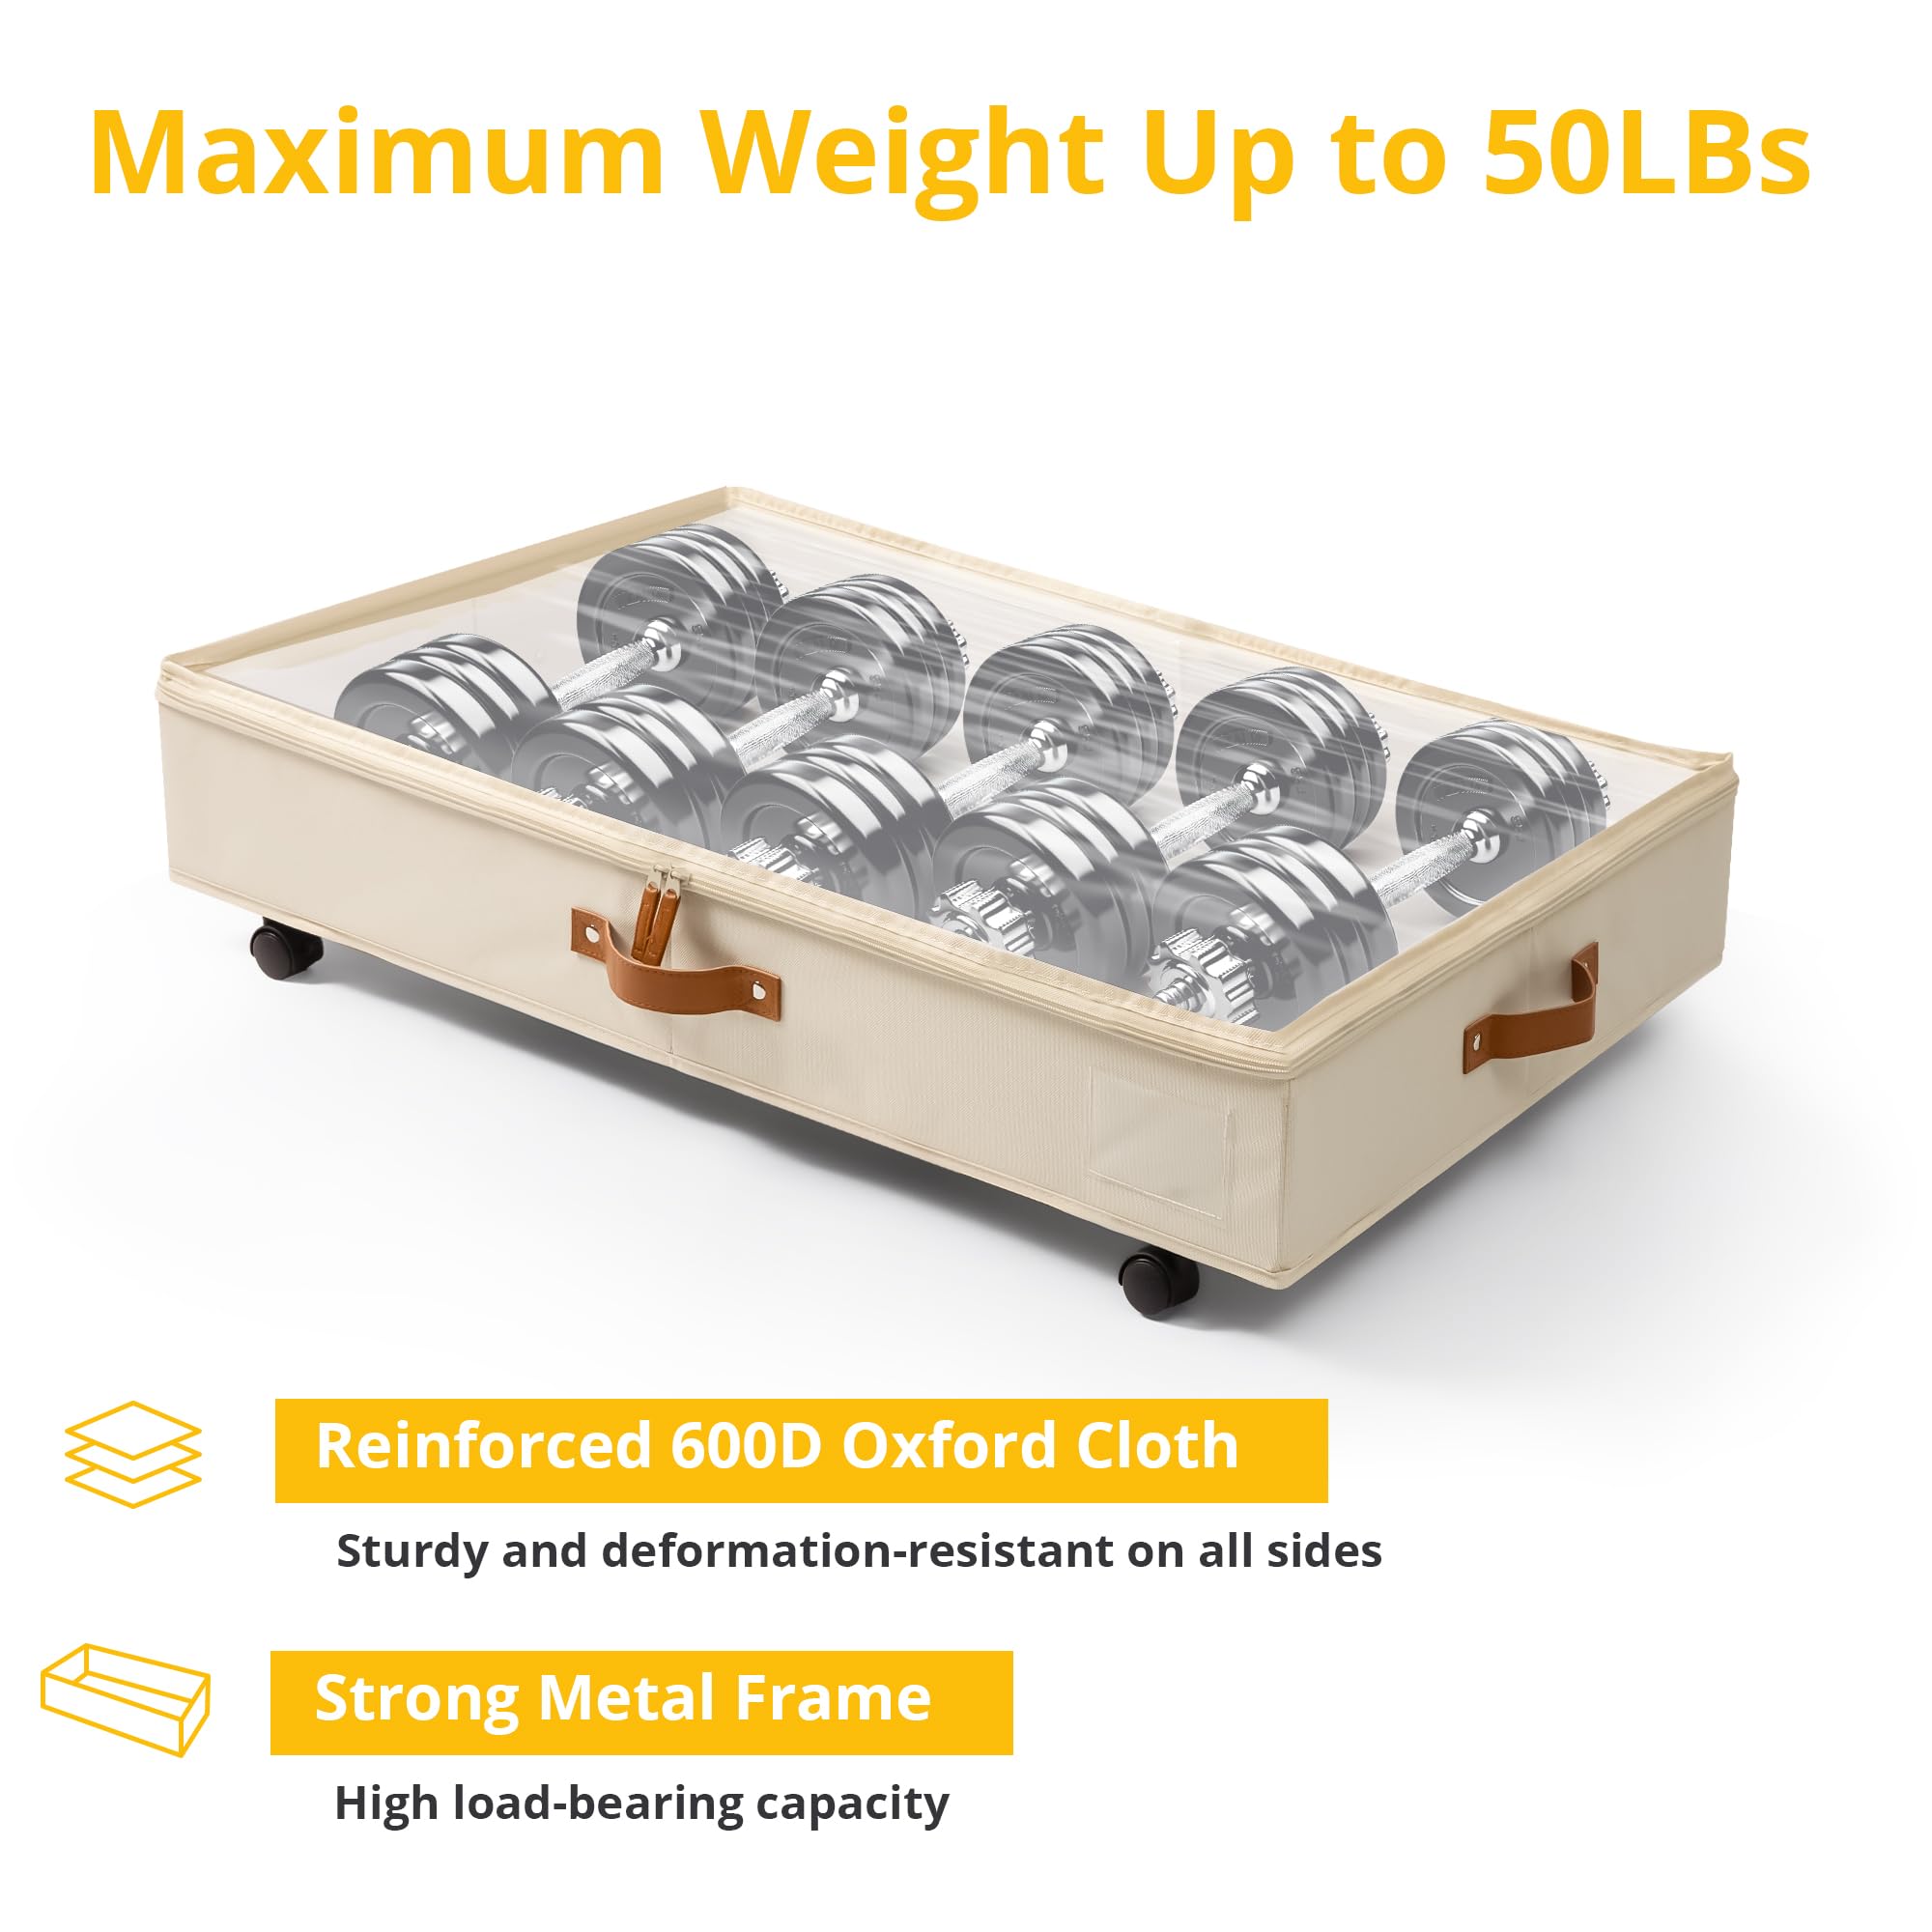 Maximum Weight Up to 50LBs
Reinforced 600D Oxford Cloth
Sturdy and deformation-resistant on all sides
Strong Metal Frame
High load-bearing capacity